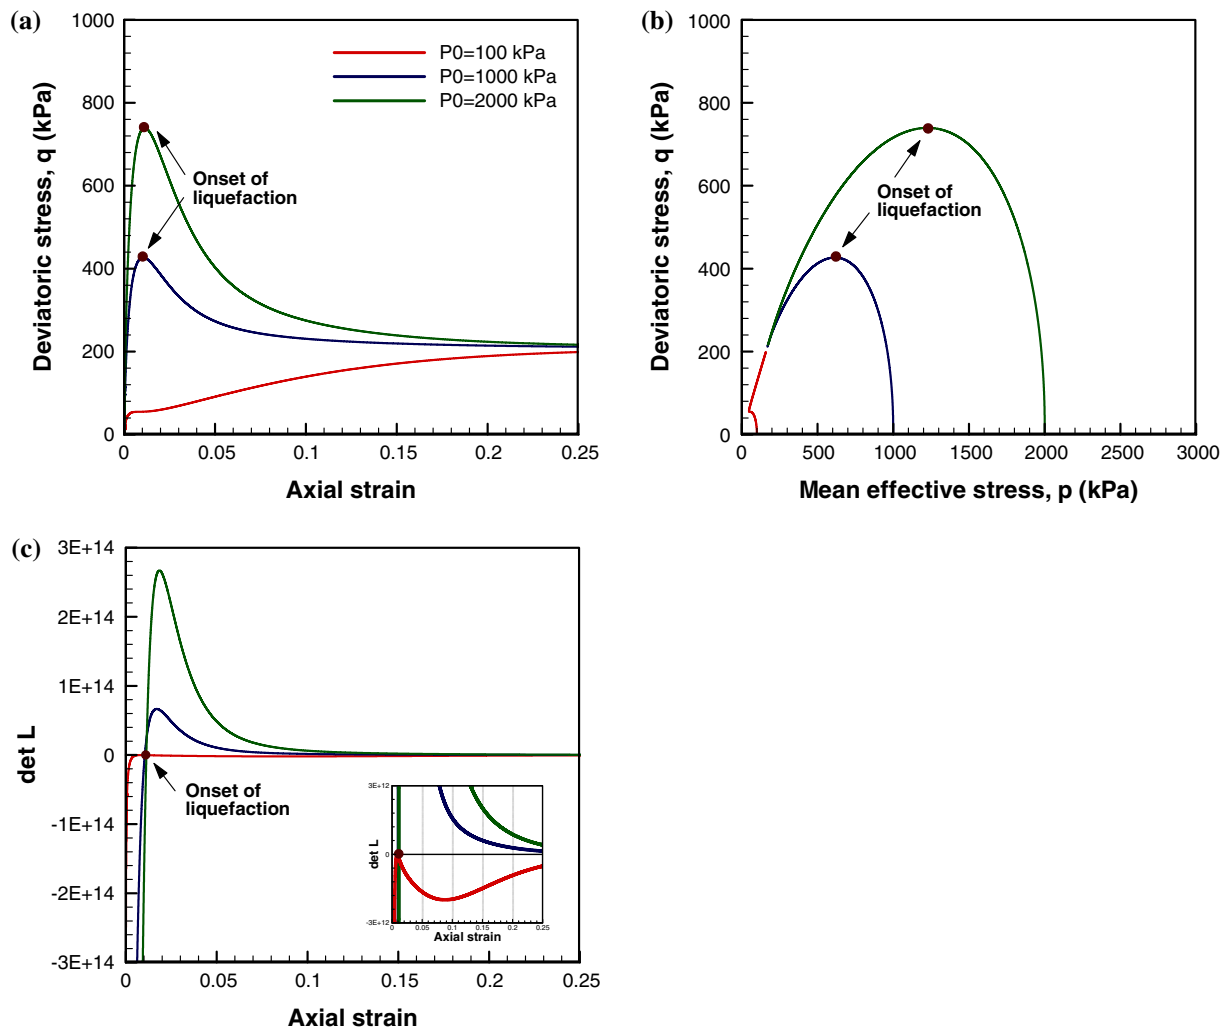 (a)
1000
800
600
400
200
0
Deviatoric stress, q (kPa)
P0=100 kPa
P0=1000 kPa
P0=2000 kPa
Onset of
liquefaction
0 0.05 0.1 0.15 0.2 0.25
Axial strain
(b)
1000
800
600
400
200
0
Deviatoric stress, q (kPa)
Onset of
liquefaction
0 500 1000 1500 2000 2500 3000
Mean effective stress, p (kPa)
(c)
3E+14
2E+14
1E+14
0
-1E+14
-2E+14
-3E+14
det L
Onset of
liquefaction
3E+12
0
-3E+12
det L
0 0.05 0.1 0.15 0.2 0.25
Axial strain
0 0.05 0.1 0.15 0.2 0.25
Axial strain